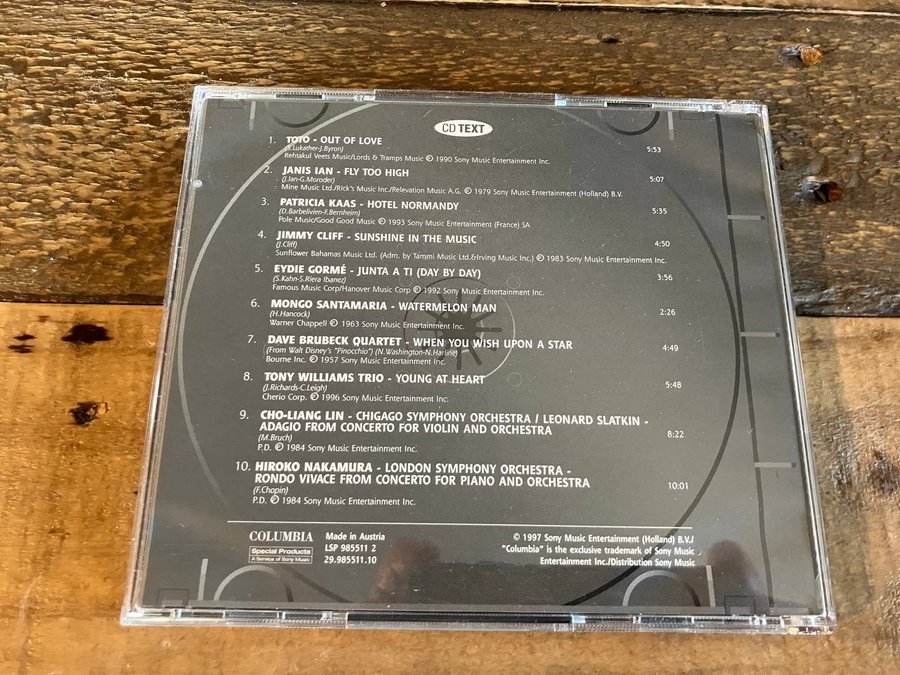 CD TEXT
1. TOTO - OUT OF LOVE
(S.Lukather-J.Byron)
Rehtakul Veets Music/Lords & Tramps Music ℗ 1990 Sony Music Entertainment Inc. 5:53
2. JANIS IAN - FLY TOO HIGH
(J.Ian-G.Moroder) 5:07
Mine Music Ltd./Rick's Music Inc./Relevation Music A.G. ℗ 1979 Sony Music Entertainment (Holland) B.V.
3. PATRICIA KAAS - HOTEL NORMANDY
(D.Barbelivien-F.Bernheim) 5:35
Pole Music/Good Good Music ℗ 1993 Sony Music Entertainment (France) SA
4. JIMMY CLIFF - SUNSHINE IN THE MUSIC
(J.Cliff) 4:50
Sunflower Bahamas Music Ltd. (Adm. by Tammi Music Ltd.&Irving Music Inc.) ℗ 1983 Sony Music Entertainment Inc.
5. EYDIE GORMÉ - JUNTA A TI (DAY BY DAY)
(S.Kahn-S.Riera Ibanez) 3:56
Famous Music Corp/Hanover Music Corp ℗ 1992 Sony Music Entertainment Inc.
6. MONGO SANTAMARIA - WATERMELON MAN
(H.Hancock) 2:26
Warner Chappell ℗ 1963 Sony Music Entertainment Inc.
7. DAVE BRUBECK QUARTET - WHEN YOU WISH UPON A STAR
(From Walt Disney's "Pinocchio") (N.Washington-N.Harline) 4:49
Bourne Inc. ℗ 1957 Sony Music Entertainment Inc.
8. TONY WILLIAMS TRIO - YOUNG AT HEART
(J.Richards-C.Leigh) 5:48
Cherio Corp. ℗ 1996 Sony Music Entertainment Inc.
9. CHO-LIANG LIN - CHIGAGO SYMPHONY ORCHESTRA / LEONARD SLATKIN -
ADAGIO FROM CONCERTO FOR VIOLIN AND ORCHESTRA
(M.Bruch) 8:22
P.D. ℗ 1984 Sony Music Entertainment Inc.
10. HIROKO NAKAMURA - LONDON SYMPHONY ORCHESTRA -
RONDO VIVACE FROM CONCERTO FOR PIANO AND ORCHESTRA
(F.Chopin) 10:01
P.D. ℗ 1984 Sony Music Entertainment Inc.
COLUMBIA
Special Products
A Service of Sony Music
Made in Austria
LSP 985511 2
29.985511.10
© 1997 Sony Music Entertainment (Holland) B.V./
"Columbia" is the exclusive trademark of Sony Music
Entertainment Inc./Distribution Sony Music